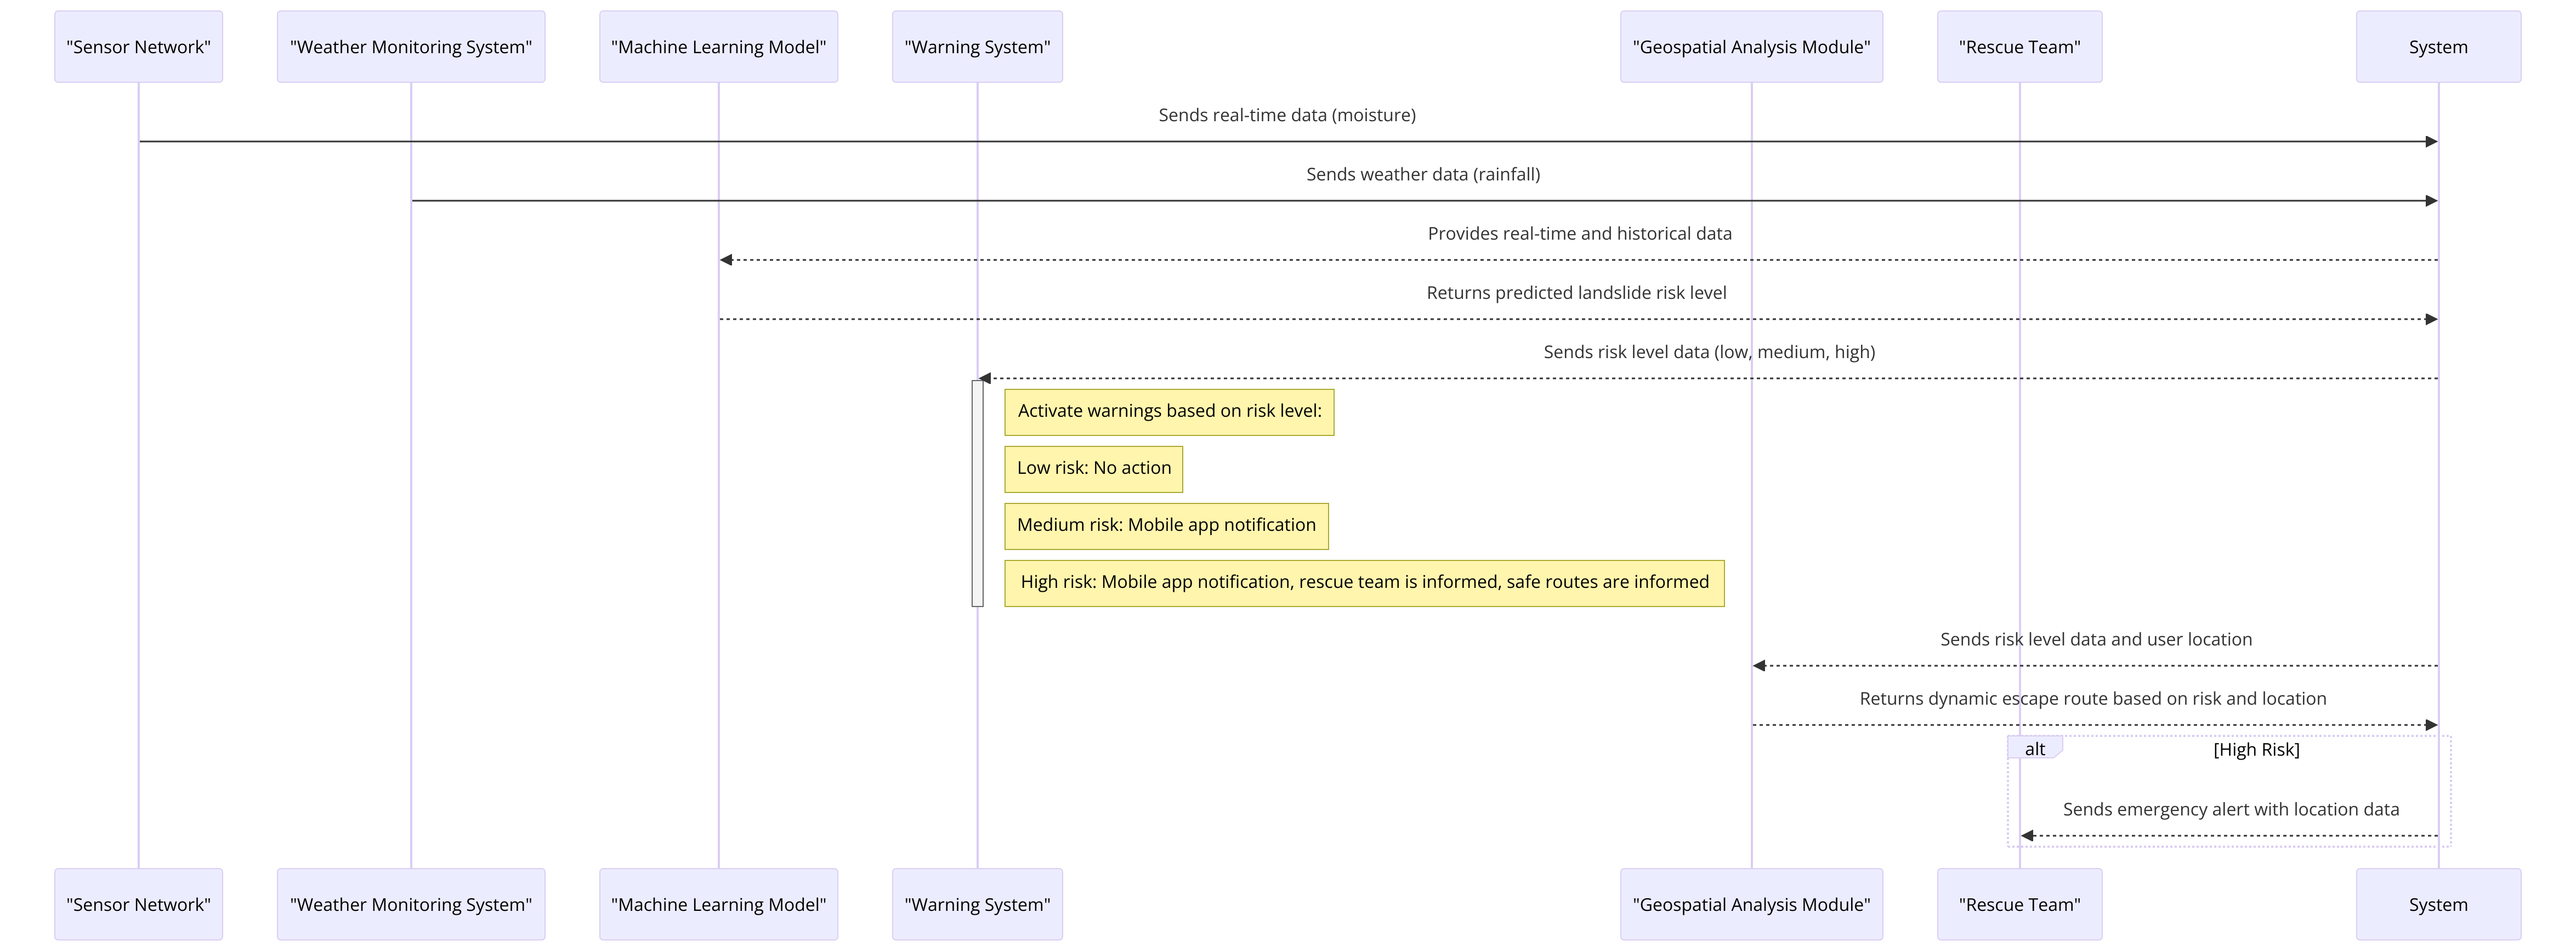 "Sensor Network"
"Weather Monitoring System"
"Machine Learning Model"
"Warning System"
"Geospatial Analysis Module"
"Rescue Team"
System
Sends real-time data (moisture)
Sends weather data (rainfall)
Provides real-time and historical data
Returns predicted landslide risk level
Sends risk level data (low, medium, high)
Activate warnings based on risk level:
Low risk: No action
Medium risk: Mobile app notification
High risk: Mobile app notification, rescue team is informed, safe routes are informed
Sends risk level data and user location
Returns dynamic escape route based on risk and location
alt
[High Risk]
Sends emergency alert with location data
"Sensor Network"
"Weather Monitoring System"
"Machine Learning Model"
"Warning System"
"Geospatial Analysis Module"
"Rescue Team"
System